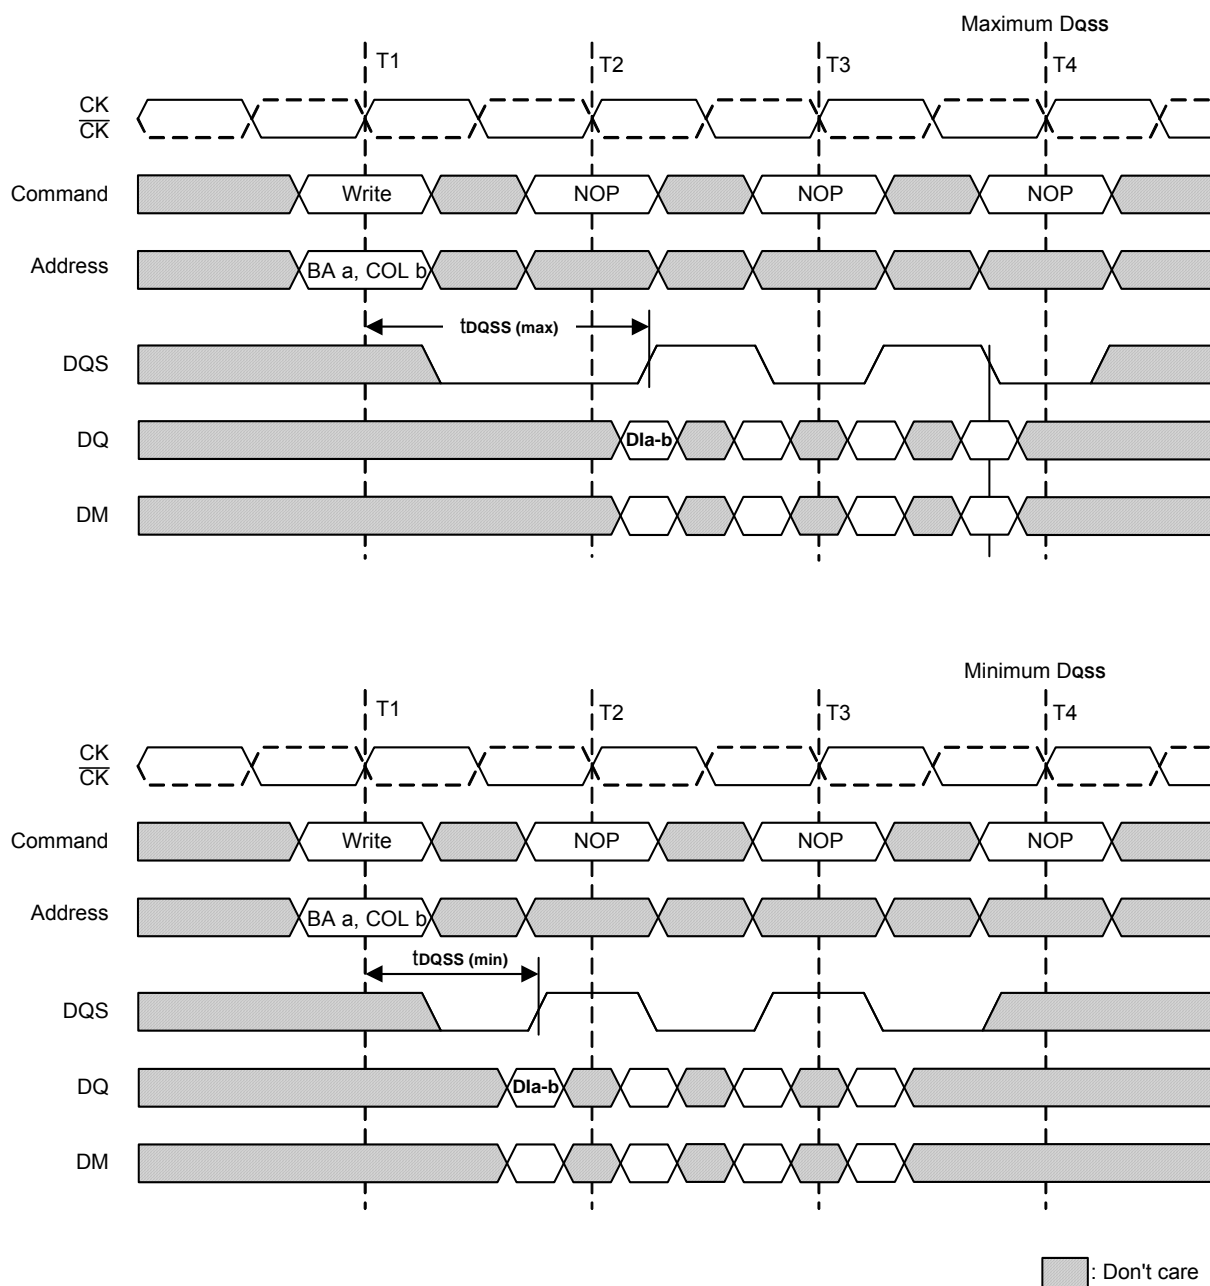 Maximum DQSS
T1 T2 T3 T4
CK
CK
Command Write NOP NOP NOP
Address BA a, COL b
tDQSS (max)
DQS
DQ DIa-b
DM
Minimum DQSS
T1 T2 T3 T4
CK
CK
Command Write NOP NOP NOP
Address BA a, COL b
tDQSS (min)
DQS
DQ DIa-b
DM
: Don't care